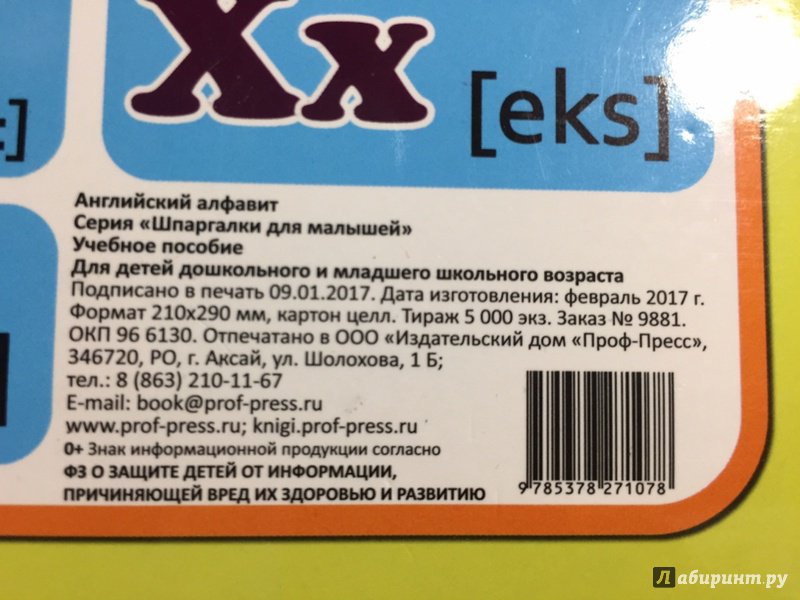 Xx
[eks]
:]
Английский алфавит
Серия «Шпаргалки для малышей»
Учебное пособие
Для детей дошкольного и младшего школьного возраста
Подписано в печать 09.01.2017. Дата изготовления: февраль 2017 г.
Формат 210х290 мм, картон целл. Тираж 5 000 экз. Заказ № 9881.
ОКП 96 6130. Отпечатано в ООО «Издательский дом «Проф-Пресс»,
346720, РО, г. Аксай, ул. Шолохова, 1 Б;
тел.: 8 (863) 210-11-67
E-mail: book@prof-press.ru
www.prof-press.ru; knigi.prof-press.ru
0+ Знак информационной продукции согласно
ФЗ О ЗАЩИТЕ ДЕТЕЙ ОТ ИНФОРМАЦИИ,
ПРИЧИНЯЮЩЕЙ ВРЕД ИХ ЗДОРОВЬЮ И РАЗВИТИЮ
9 785378 271078
Лабиринт.ру